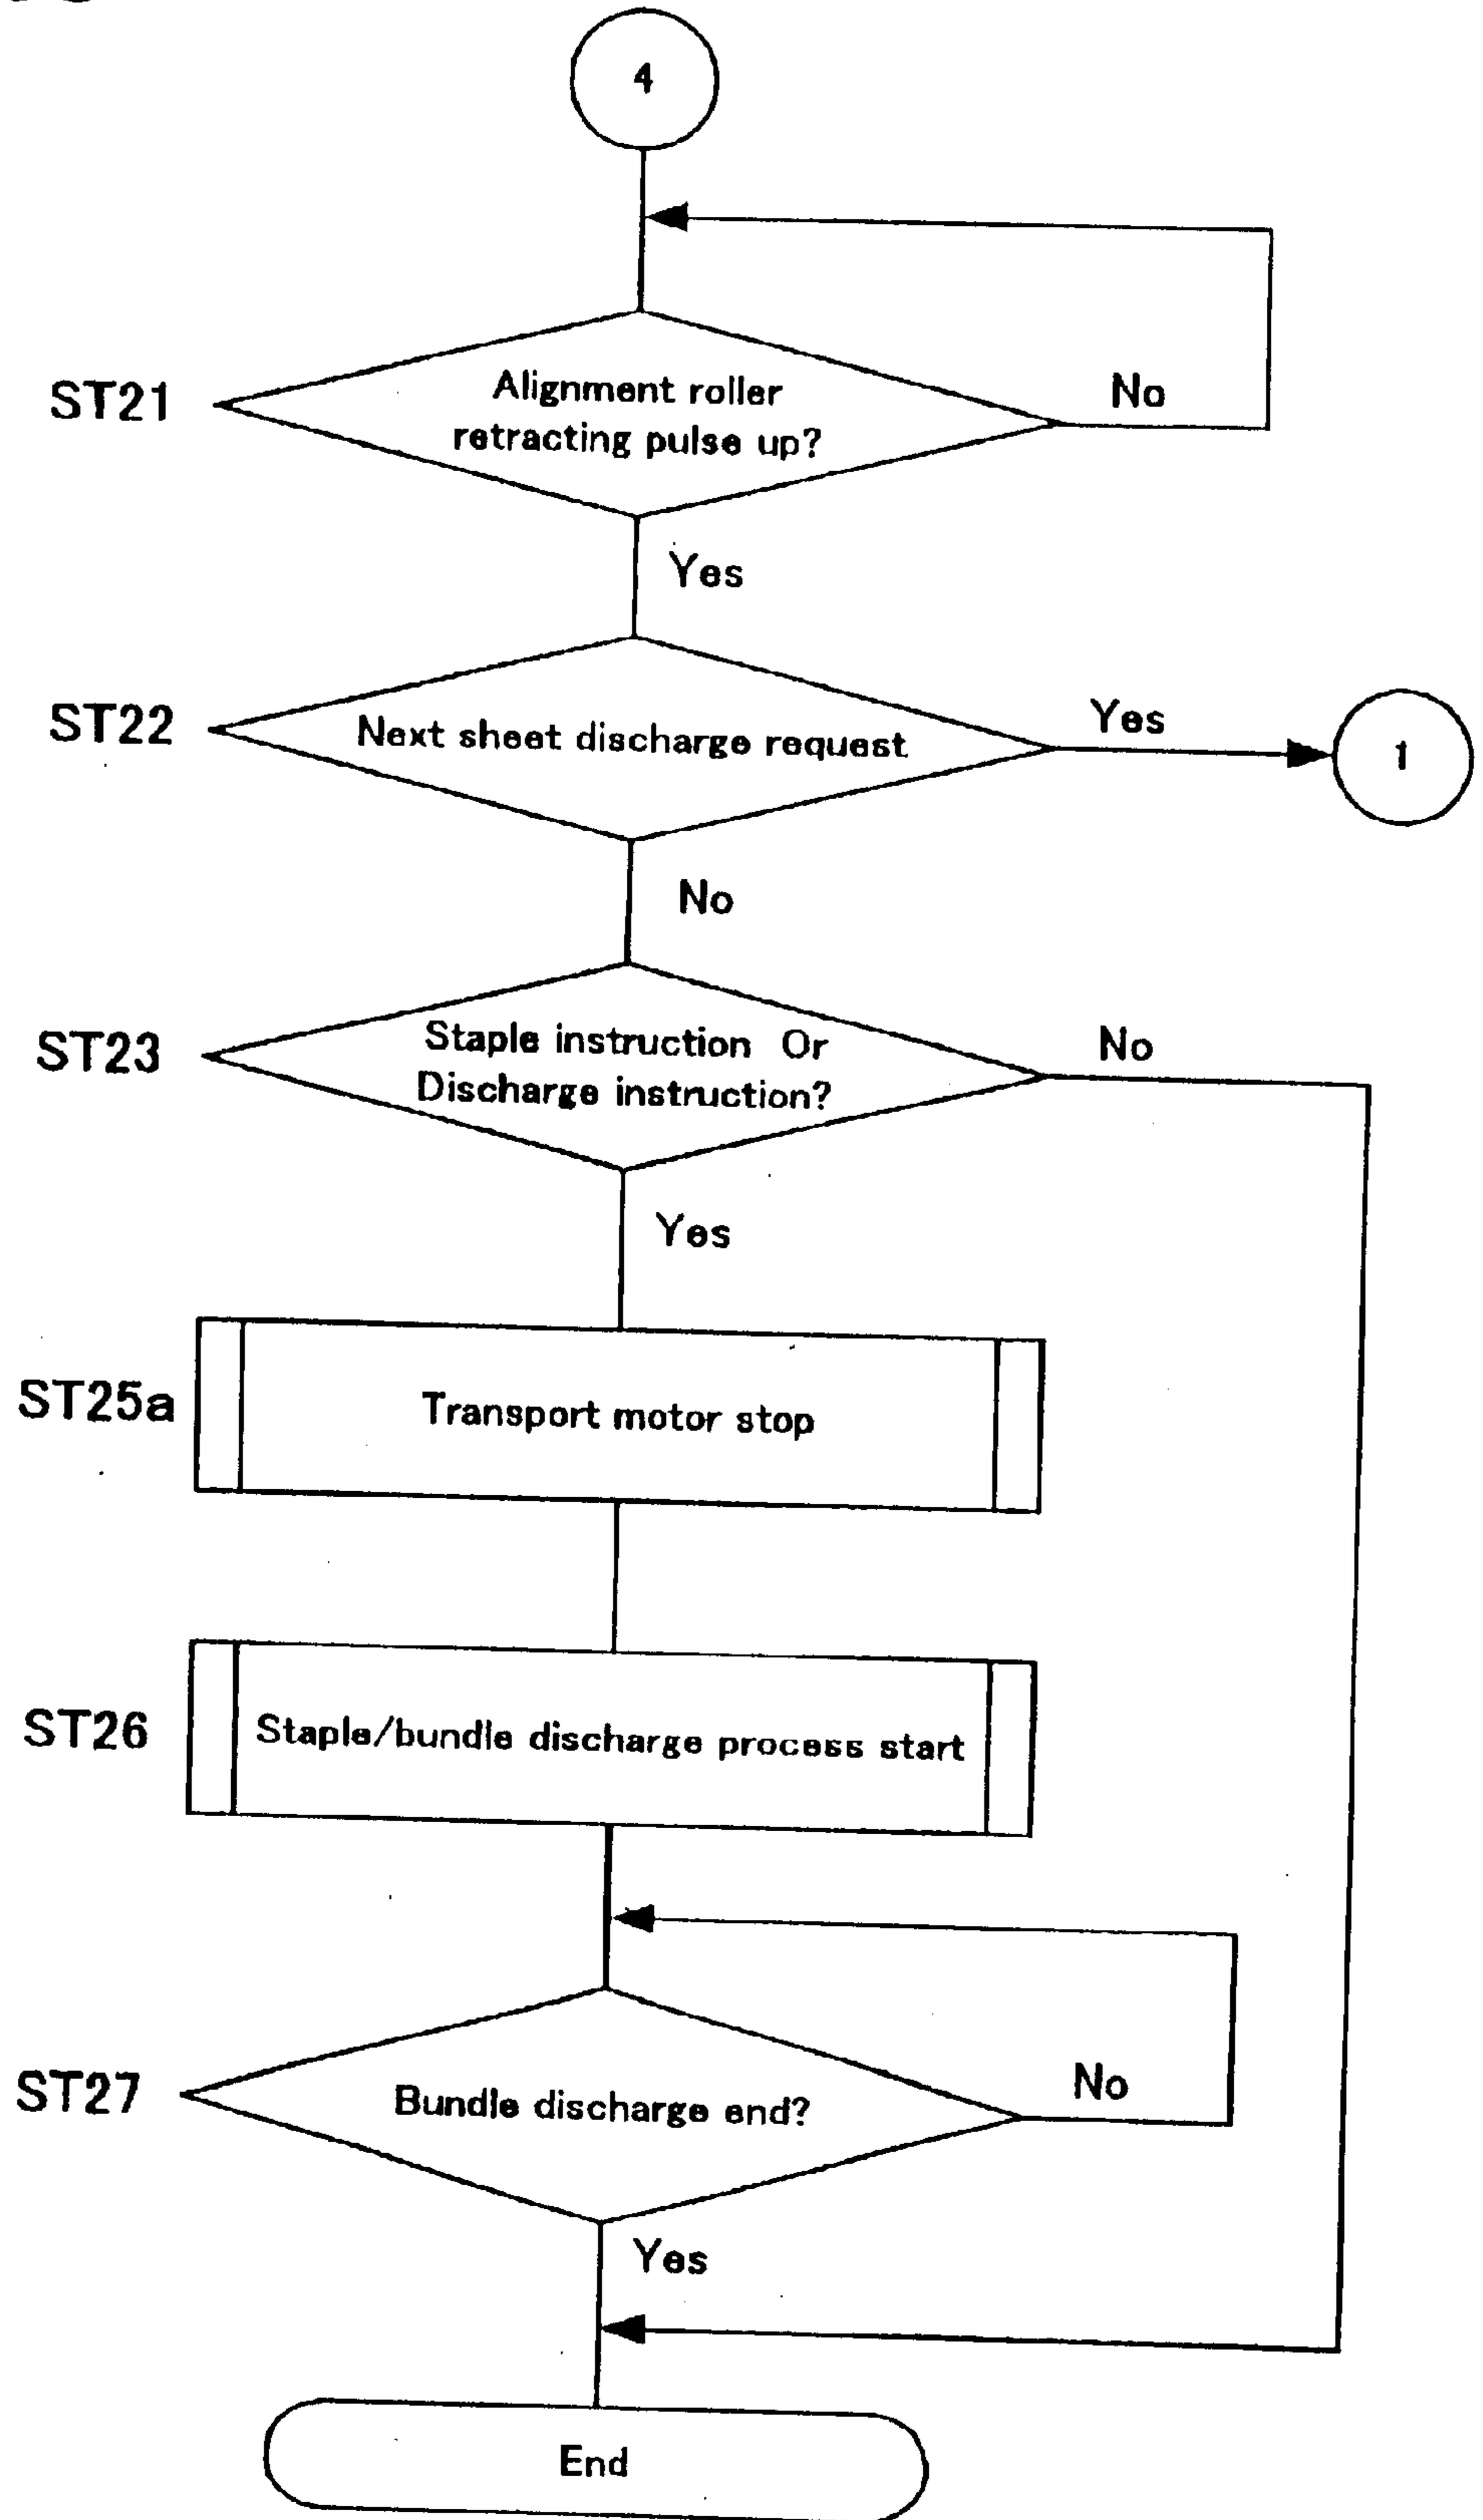 4
ST21
Alignment roller
retracting pulse up?
No
Yes
ST22
Next sheet discharge request
Yes
1
No
ST23
Staple instruction Or
Discharge instruction?
No
Yes
ST25a
Transport motor stop
ST26
Staple/bundle discharge process start
ST27
Bundle discharge end?
No
Yes
End